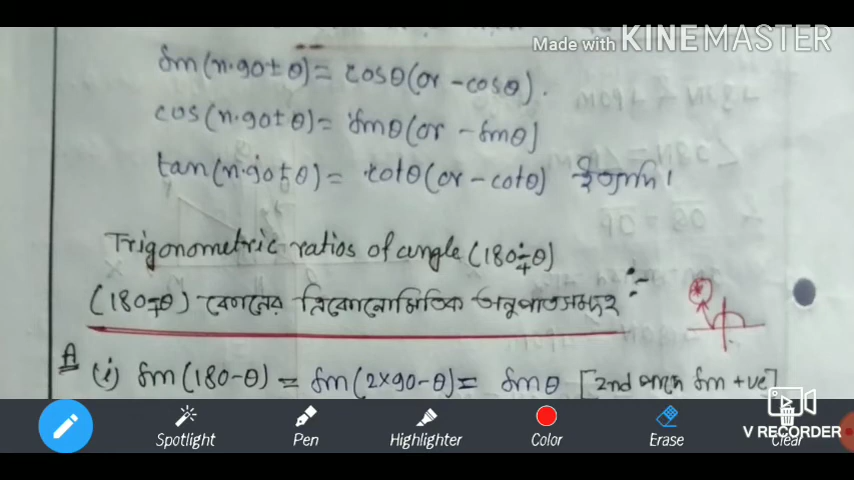 Made with KINEMASTER
sin(n·90±θ) = cosθ(or -cosθ).
cos(n·90±θ) = sinθ(or - sinθ)
tan(n·90±θ) = cotθ(or - cotθ) ইত্যাদি।
Trigonometric ratios of angle (180∓θ)
(180∓θ) কোনের ত্রিকোনোমিতিক অনুপাতসমূহ :-
A (i) sin(180-θ) = sin(2×90-θ) = sinθ [2nd পাদে sin +ve]
Spotlight Pen Highlighter Color Erase Clear
V RECORDER